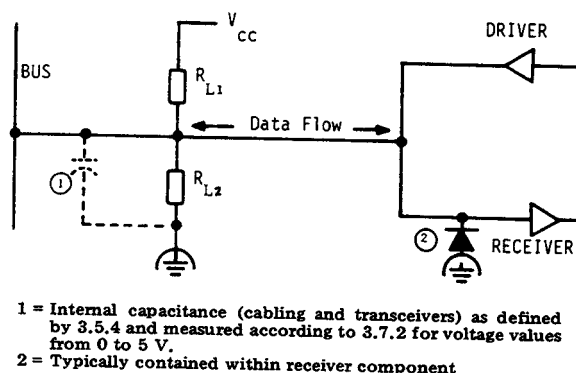 V
CC
DRIVER
BUS
R
L1
Data Flow
1
R
L2
2
RECEIVER
1 = Internal capacitance (cabling and transceivers) as defined
by 3.5.4 and measured according to 3.7.2 for voltage values
from 0 to 5 V.
2 = Typically contained within receiver component